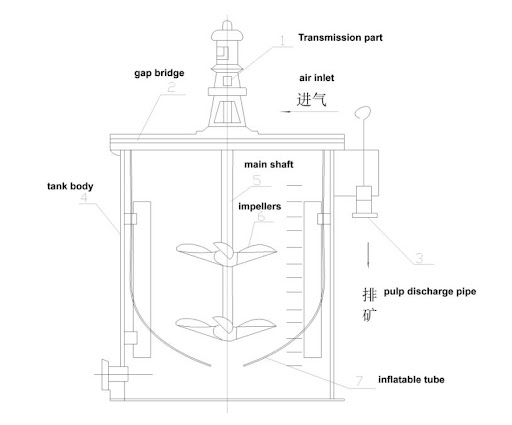 1 Transmission part
gap bridge
2
air inlet
进气
main shaft
5
tank body
4
impellers
6
3
排矿
pulp discharge pipe
7 inflatable tube